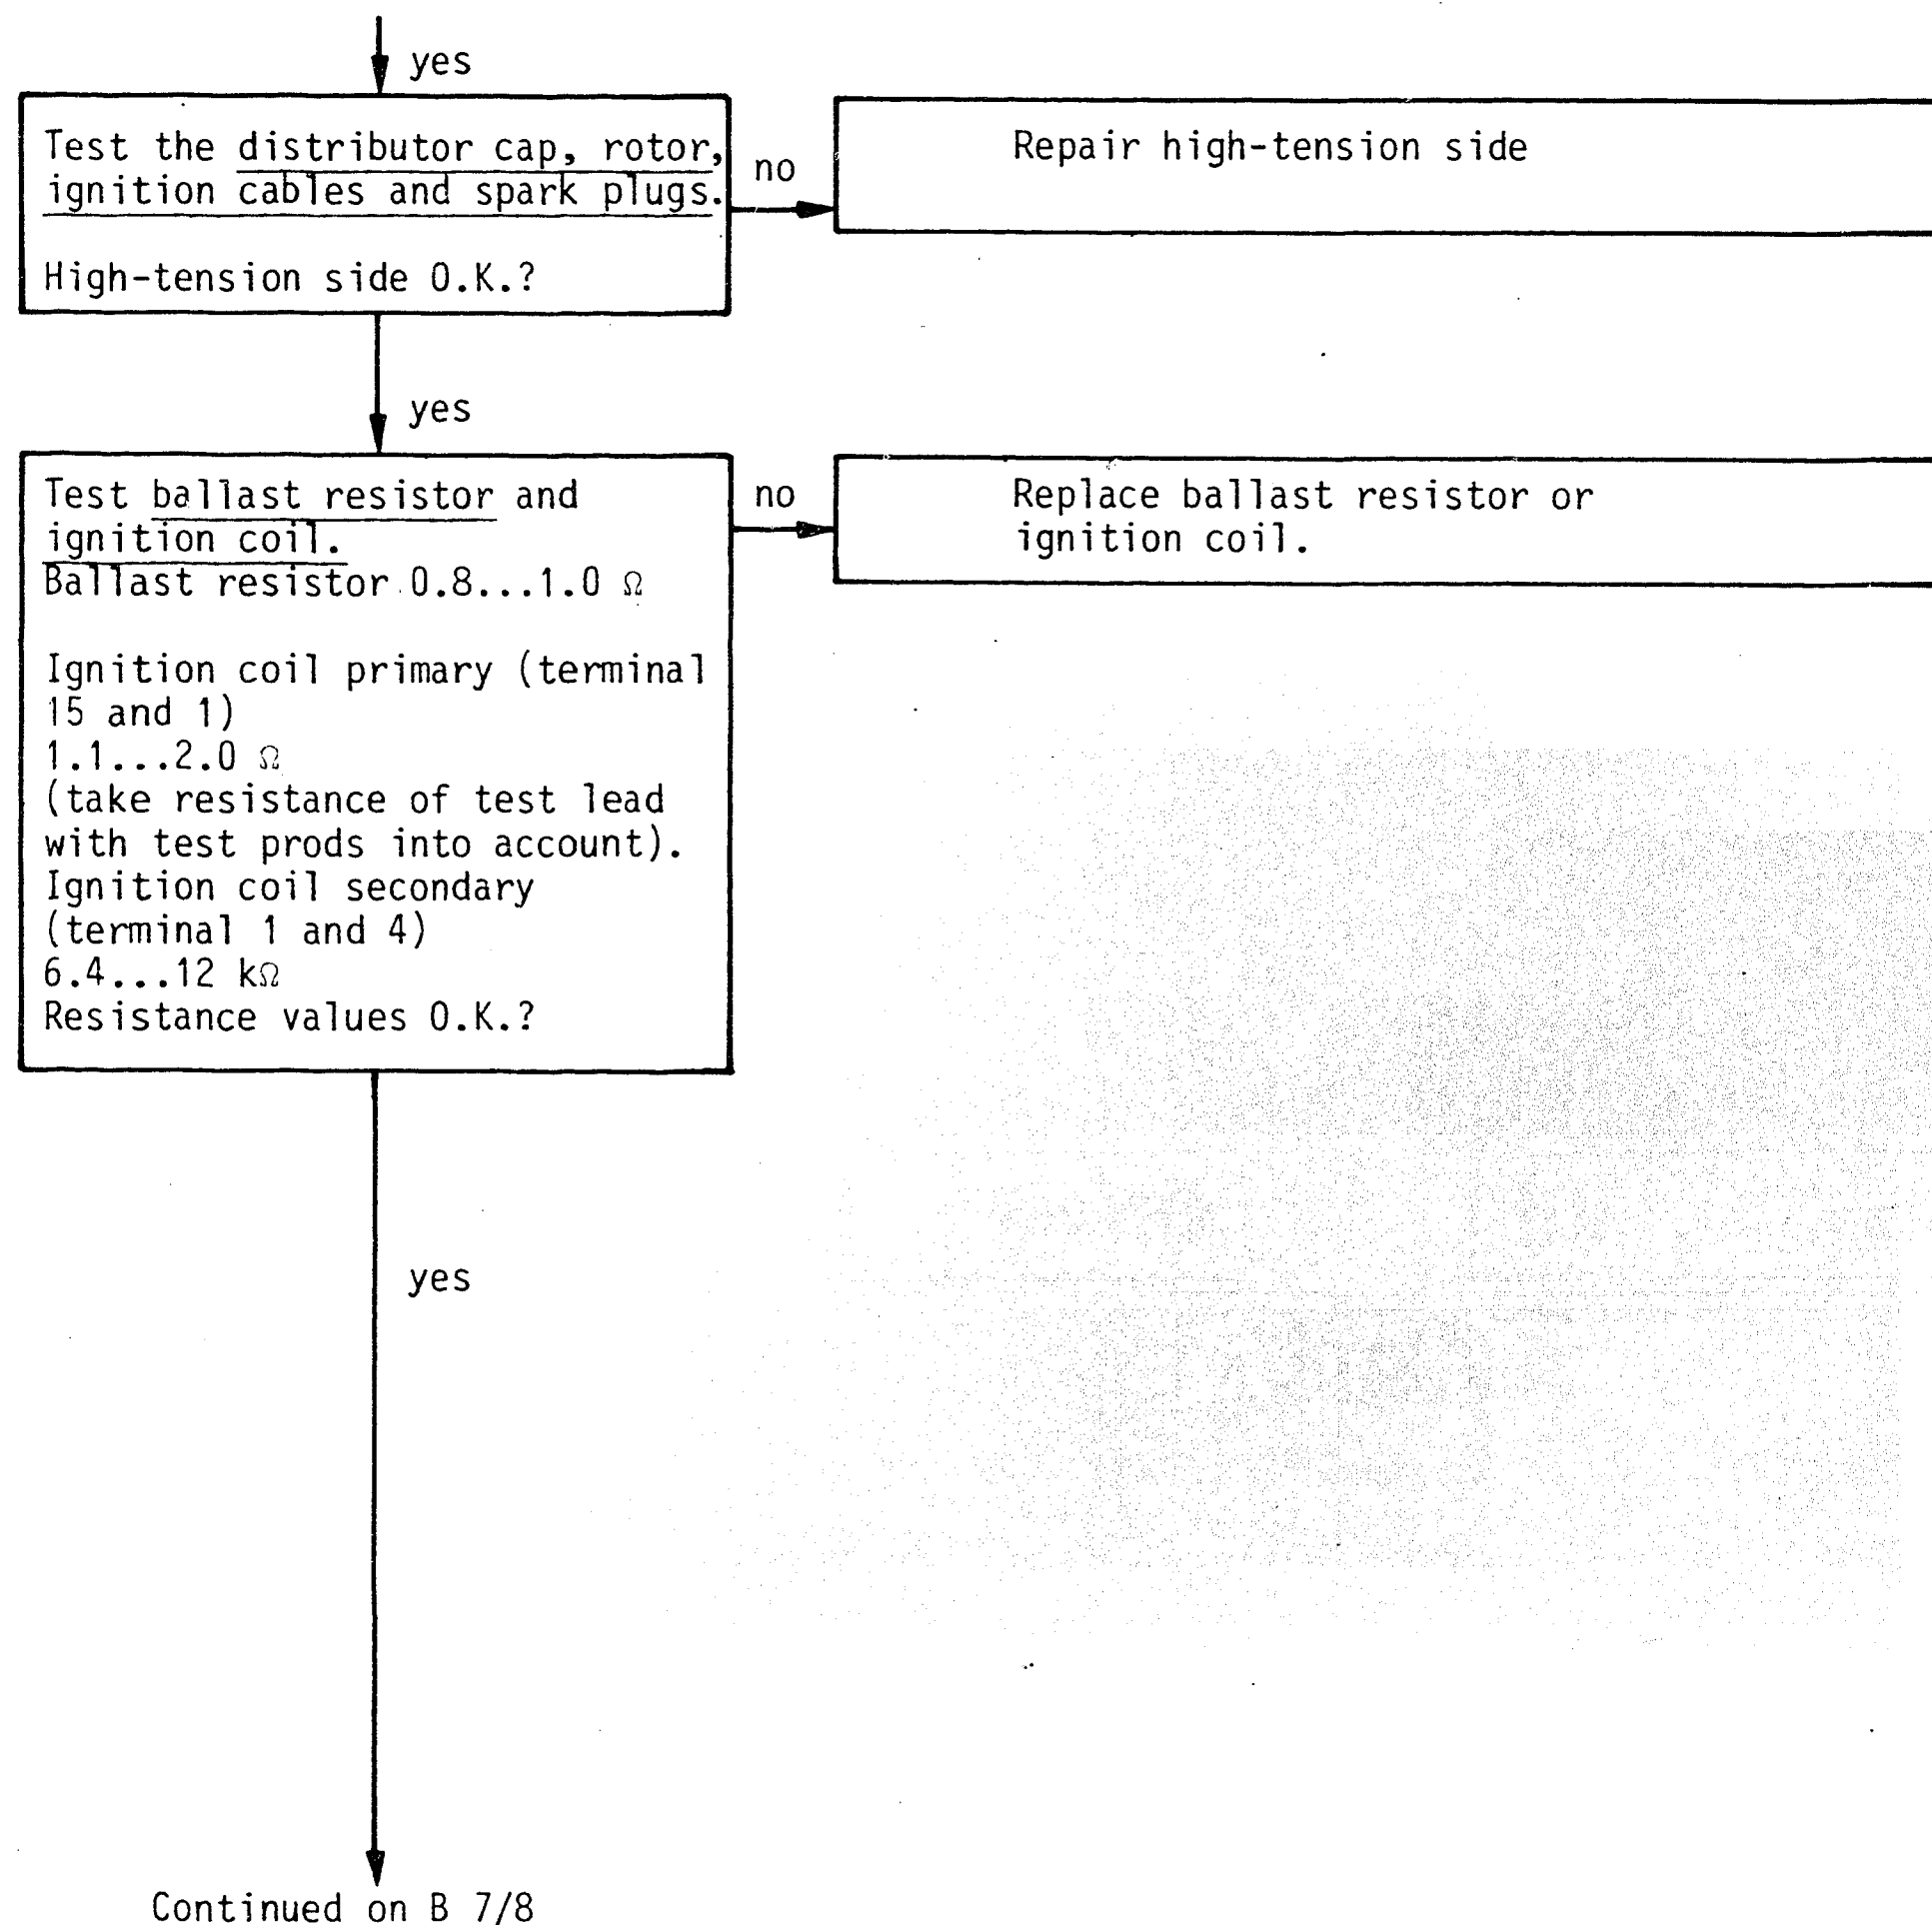 yes
Test the distributor cap, rotor,
ignition cables and spark plugs.
High-tension side O.K.?
no
Repair high-tension side
yes
Test ballast resistor and
ignition coil.
Ballast resistor 0.8...1.0 Ω
Ignition coil primary (terminal
15 and 1)
1.1...2.0 Ω
(take resistance of test lead
with test prods into account).
Ignition coil secondary
(terminal 1 and 4)
6.4...12 kΩ
Resistance values O.K.?
no
Replace ballast resistor or
ignition coil.
yes
Continued on B 7/8